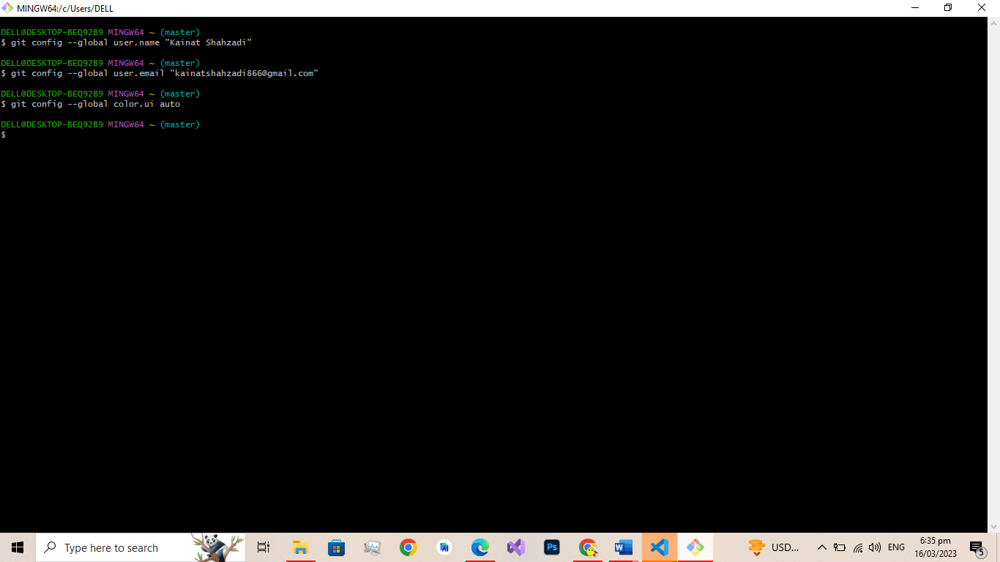 MINGW64:/c/Users/DELL
DELL@DESKTOP-BEQ92B9 MINGW64 ~ (master)
$ git config --global user.name "Kainat Shahzadi"
DELL@DESKTOP-BEQ92B9 MINGW64 ~ (master)
$ git config --global user.email "kainatshahzadi866@gmail.com"
DELL@DESKTOP-BEQ92B9 MINGW64 ~ (master)
$ git config --global color.ui auto
DELL@DESKTOP-BEQ92B9 MINGW64 ~ (master)
$
Type here to search
Ps
W
USD...
ENG
6:35 pm
16/03/2023
5